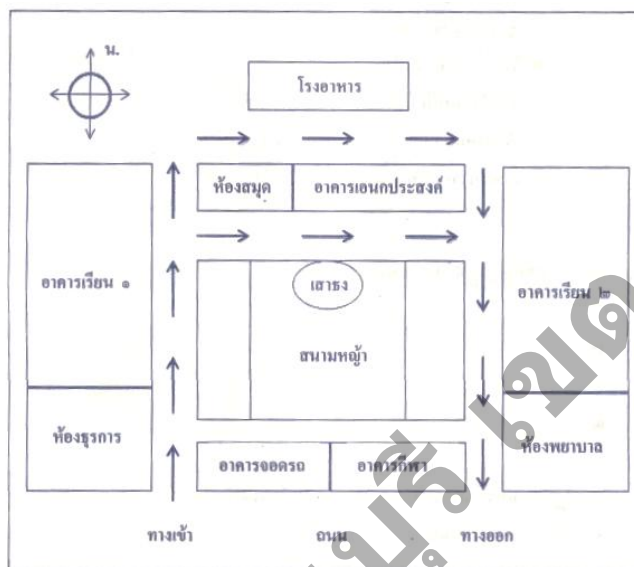 น.
โรงอาหาร
ห้องสมุด อาคารเอนกประสงค์
อาคารเรียน ๑
เสาธง
อาคารเรียน ๒
สนามหญ้า
ห้องธุรการ
อาคารจอดรถ อาคารกีฬา
ห้องพยาบาล
ทางเข้า ถนน ทางออก